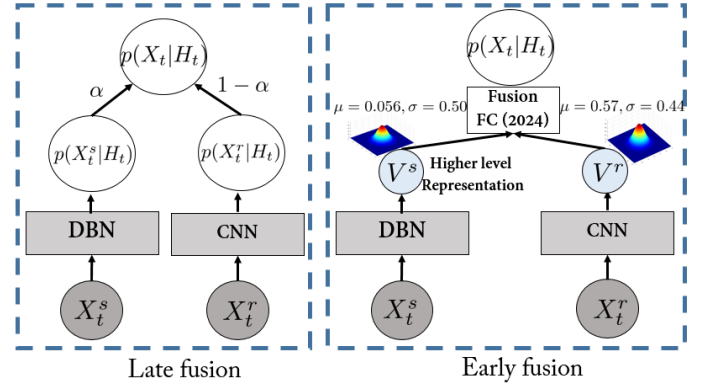 p(X_t|H_t)
α
1 − α
p(X_t^s|H_t)
p(X_t^r|H_t)
DBN
CNN
X_t^s
X_t^r
Late fusion
p(X_t|H_t)
μ = 0.056, σ = 0.50
Fusion
FC (2024)
μ = 0.57, σ = 0.44
V^s
Higher level
Representation
V^r
DBN
CNN
X_t^s
X_t^r
Early fusion